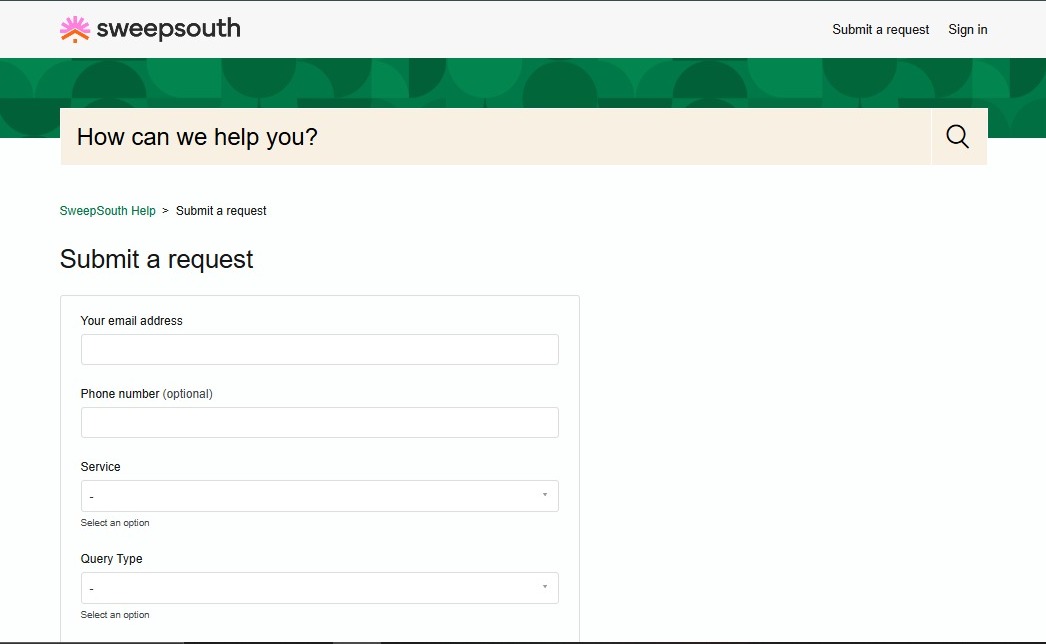 sweepsouth
Submit a request Sign in
How can we help you?
SweepSouth Help > Submit a request
Submit a request
Your email address
Phone number (optional)
Service
-
Select an option
Query Type
-
Select an option